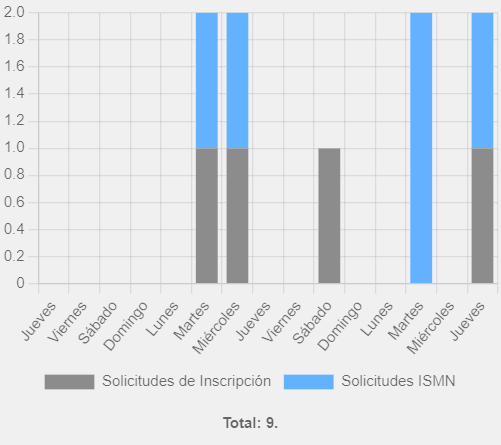 2.0
1.8
1.6
1.4
1.2
1.0
0.8
0.6
0.4
0.2
0
Jueves
Viernes
Sábado
Domingo
Lunes
Martes
Miércoles
Jueves
Viernes
Sábado
Domingo
Lunes
Martes
Miércoles
Jueves
Solicitudes de Inscripción
Solicitudes ISMN
Total: 9.